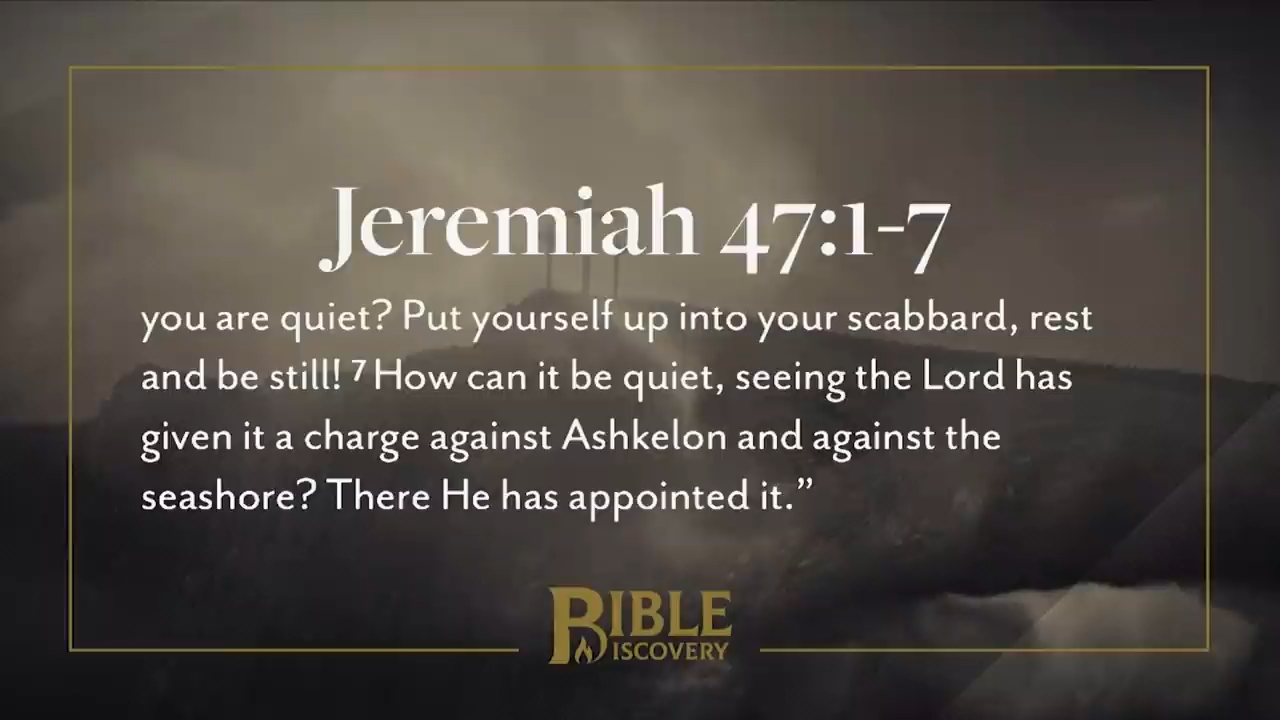 Jeremiah 47:1-7
you are quiet? Put yourself up into your scabbard, rest
and be still! ⁷ How can it be quiet, seeing the Lord has
given it a charge against Ashkelon and against the
seashore? There He has appointed it.”
BIBLE
DISCOVERY